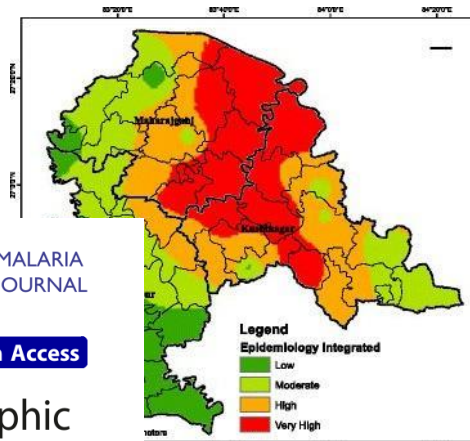 83°20'0"E 83°40'0"E 84°0'0"E 84°20'0"E
Maharajganj
Kushinagar
MALARIA
JOURNAL
Access
phic
Legend
Epidemiology Integrated
Low
Moderate
High
Very High